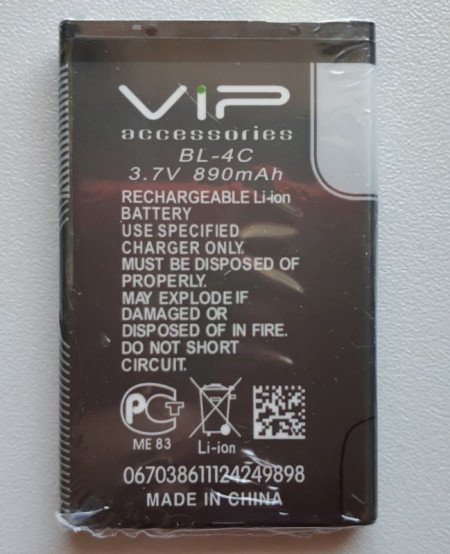 ViP
accessories
BL-4C
3.7V 890mAh
RECHARGEABLE Li-ion
BATTERY
USE SPECIFIED
CHARGER ONLY.
MUST BE DISPOSED OF
PROPERLY.
MAY EXPLODE IF
DAMAGED OR
DISPOSED OF IN FIRE.
DO NOT SHORT
CIRCUIT.
РСТ
ME 83
Li-ion
067038611124249898
MADE IN CHINA